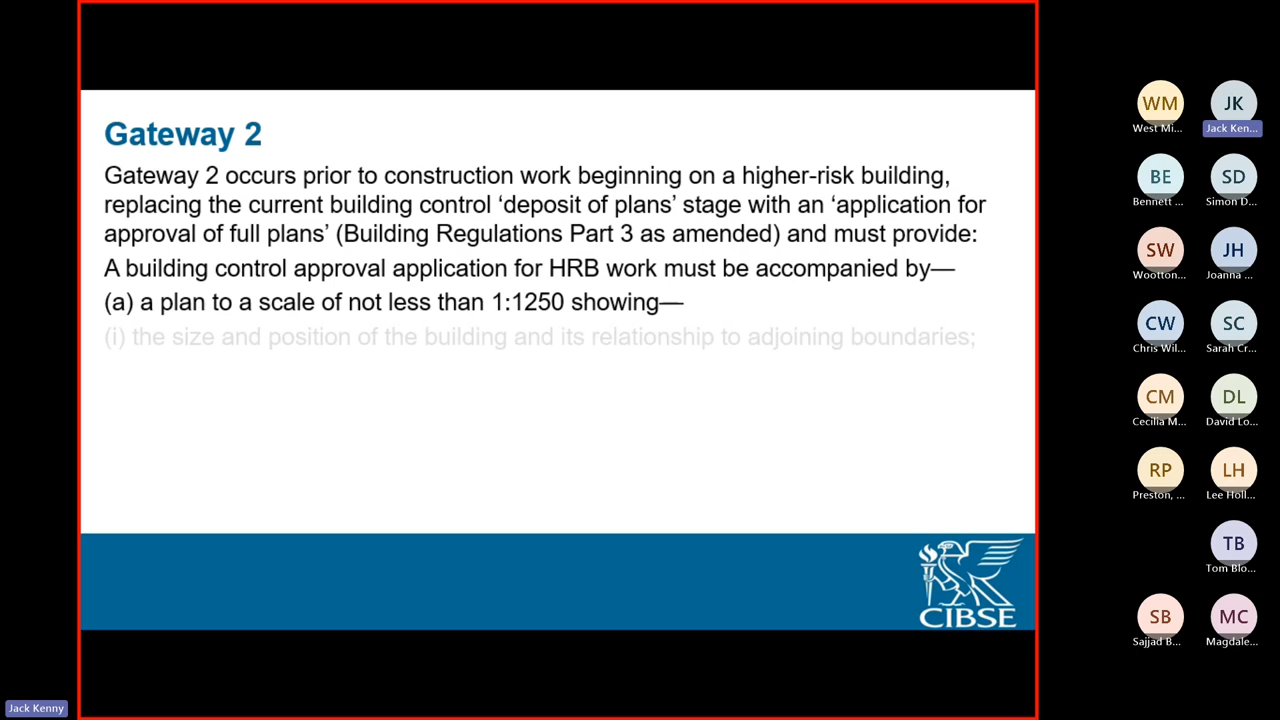 Gateway 2
Gateway 2 occurs prior to construction work beginning on a higher-risk building,
replacing the current building control ‘deposit of plans’ stage with an ‘application for
approval of full plans’ (Building Regulations Part 3 as amended) and must provide:
A building control approval application for HRB work must be accompanied by—
(a) a plan to a scale of not less than 1:1250 showing—
(i) the size and position of the building and its relationship to adjoining boundaries;
CIBSE
WM
West Mi...
JK
Jack Ken...
BE
Bennett ...
SD
Simon D...
SW
Wootton...
JH
Joanna ...
CW
Chris Wil...
SC
Sarah Cr...
CM
Cecilia M...
DL
David Lo...
RP
Preston, ...
LH
Lee Holl...
TB
Tom Blo...
SB
Sajjad B...
MC
Magdale...
Jack Kenny